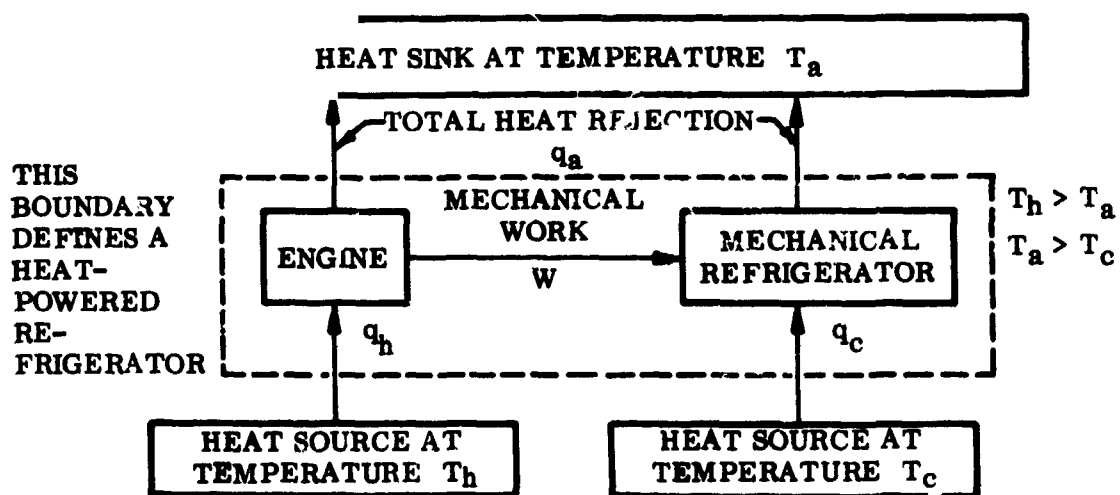 HEAT SINK AT TEMPERATURE Ta
TOTAL HEAT REJECTION
qa
THIS
BOUNDARY
DEFINES A
HEAT-
POWERED
RE-
FRIGERATOR
MECHANICAL
WORK
W
ENGINE
MECHANICAL
REFRIGERATOR
Th > Ta
Ta > Tc
qh
qc
HEAT SOURCE AT
TEMPERATURE Th
HEAT SOURCE AT
TEMPERATURE Tc